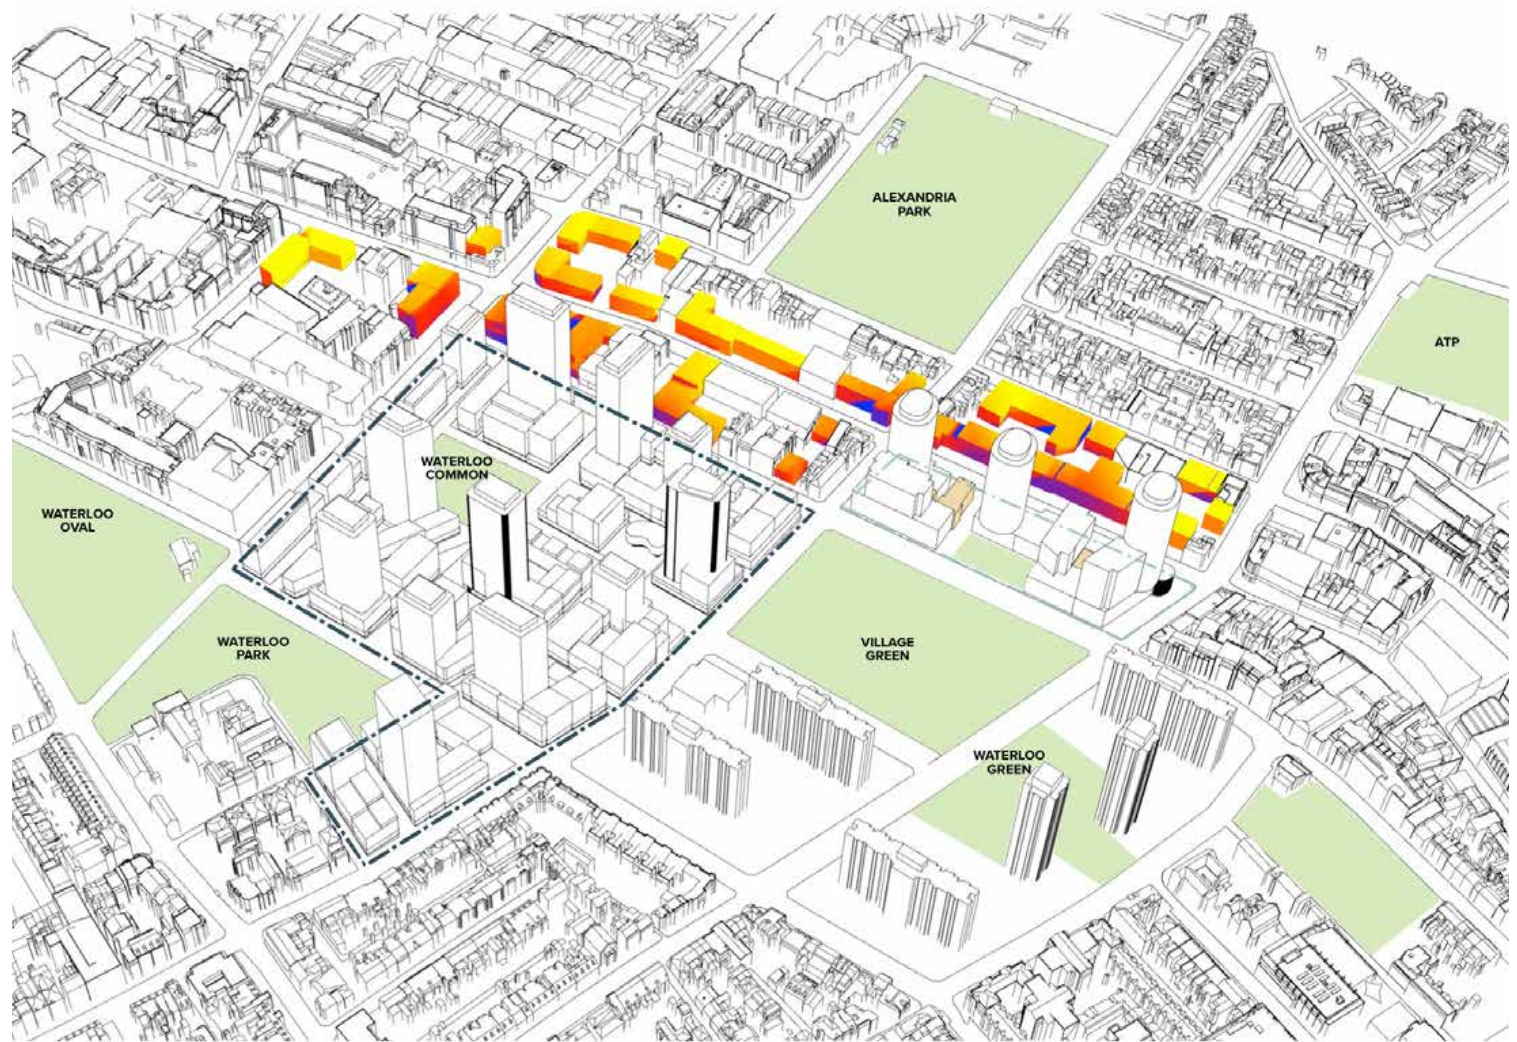 ALEXANDRIA
PARK
ATP
WATERLOO
COMMON
WATERLOO
OVAL
WATERLOO
PARK
VILLAGE
GREEN
WATERLOO
GREEN